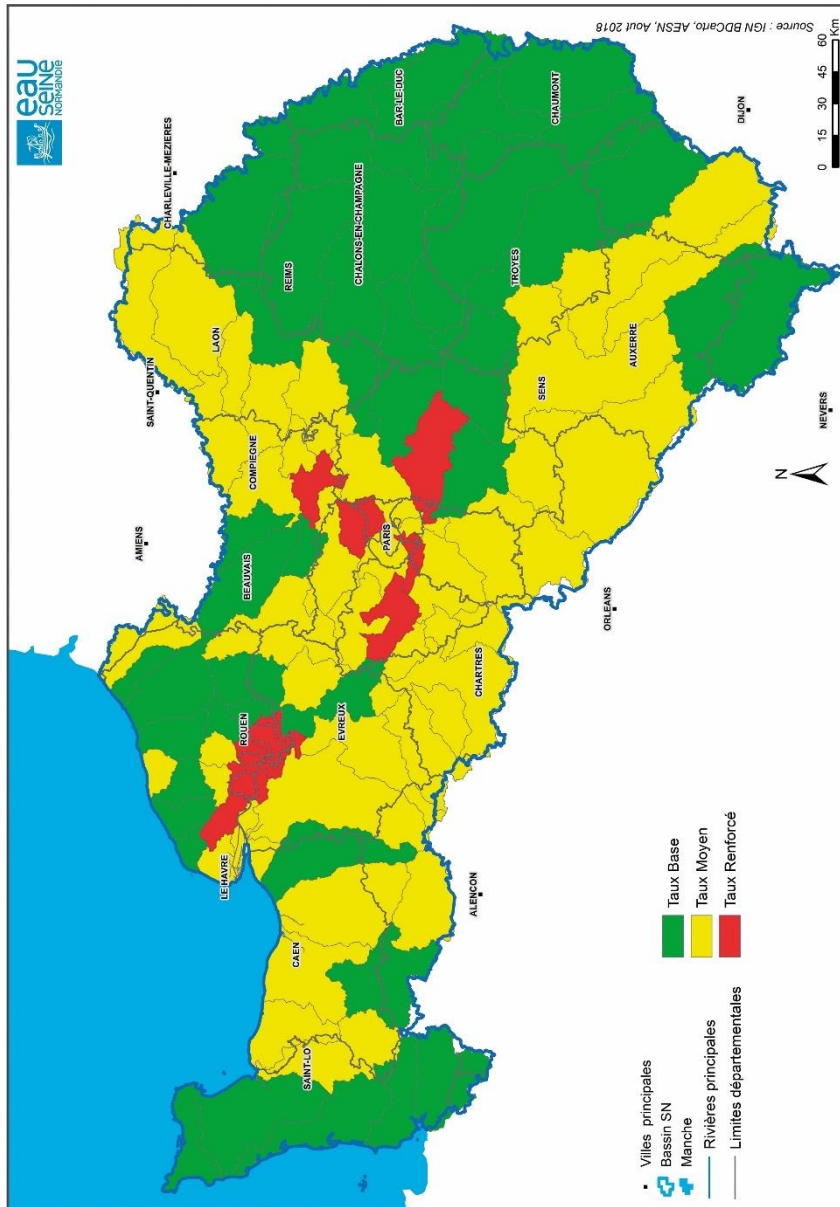 eau
SEINE
NORMANDIE
CHARLEVILLE-MEZIERES
SAINT-QUENTIN
AMIENS
LAON
COMPIEGNE
BEAUVAIS
REIMS
ROUEN
LE HAVRE
CHALONS-EN-CHAMPAGNE
BAR-LE-DUC
PARIS
EVREUX
CAEN
SAINT-LO
TROYES
CHAUMONT
SENS
CHARTRES
ALENÇON
AUXERRE
ORLEANS
DIJON
NEVERS
N
Villes principales
Bassin SN
Manche
Rivières principales
Limites départementales
Taux Base
Taux Moyen
Taux Renforcé
0 15 30 45 60
Km
Source : IGN BDCarto, AESN, Aout 2018